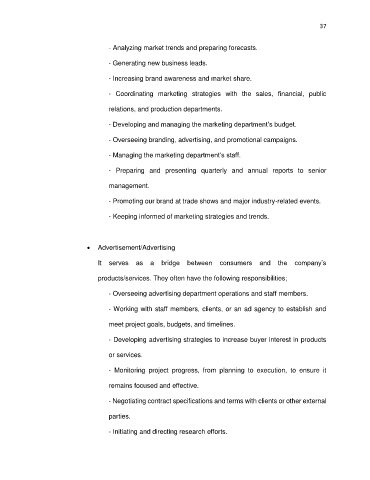 37
- Analyzing market trends and preparing forecasts.
- Generating new business leads.
- Increasing brand awareness and market share.
- Coordinating marketing strategies with the sales, financial, public
relations, and production departments.
- Developing and managing the marketing department's budget.
- Overseeing branding, advertising, and promotional campaigns.
- Managing the marketing department's staff.
- Preparing and presenting quarterly and annual reports to senior
management.
- Promoting our brand at trade shows and major industry-related events.
- Keeping informed of marketing strategies and trends.
• Advertisement/Advertising
It serves as a bridge between consumers and the company's
products/services. They often have the following responsibilities;
- Overseeing advertising department operations and staff members.
- Working with staff members, clients, or an ad agency to establish and
meet project goals, budgets, and timelines.
- Developing advertising strategies to increase buyer interest in products
or services.
- Monitoring project progress, from planning to execution, to ensure it
remains focused and effective.
- Negotiating contract specifications and terms with clients or other external
parties.
- Initiating and directing research efforts.